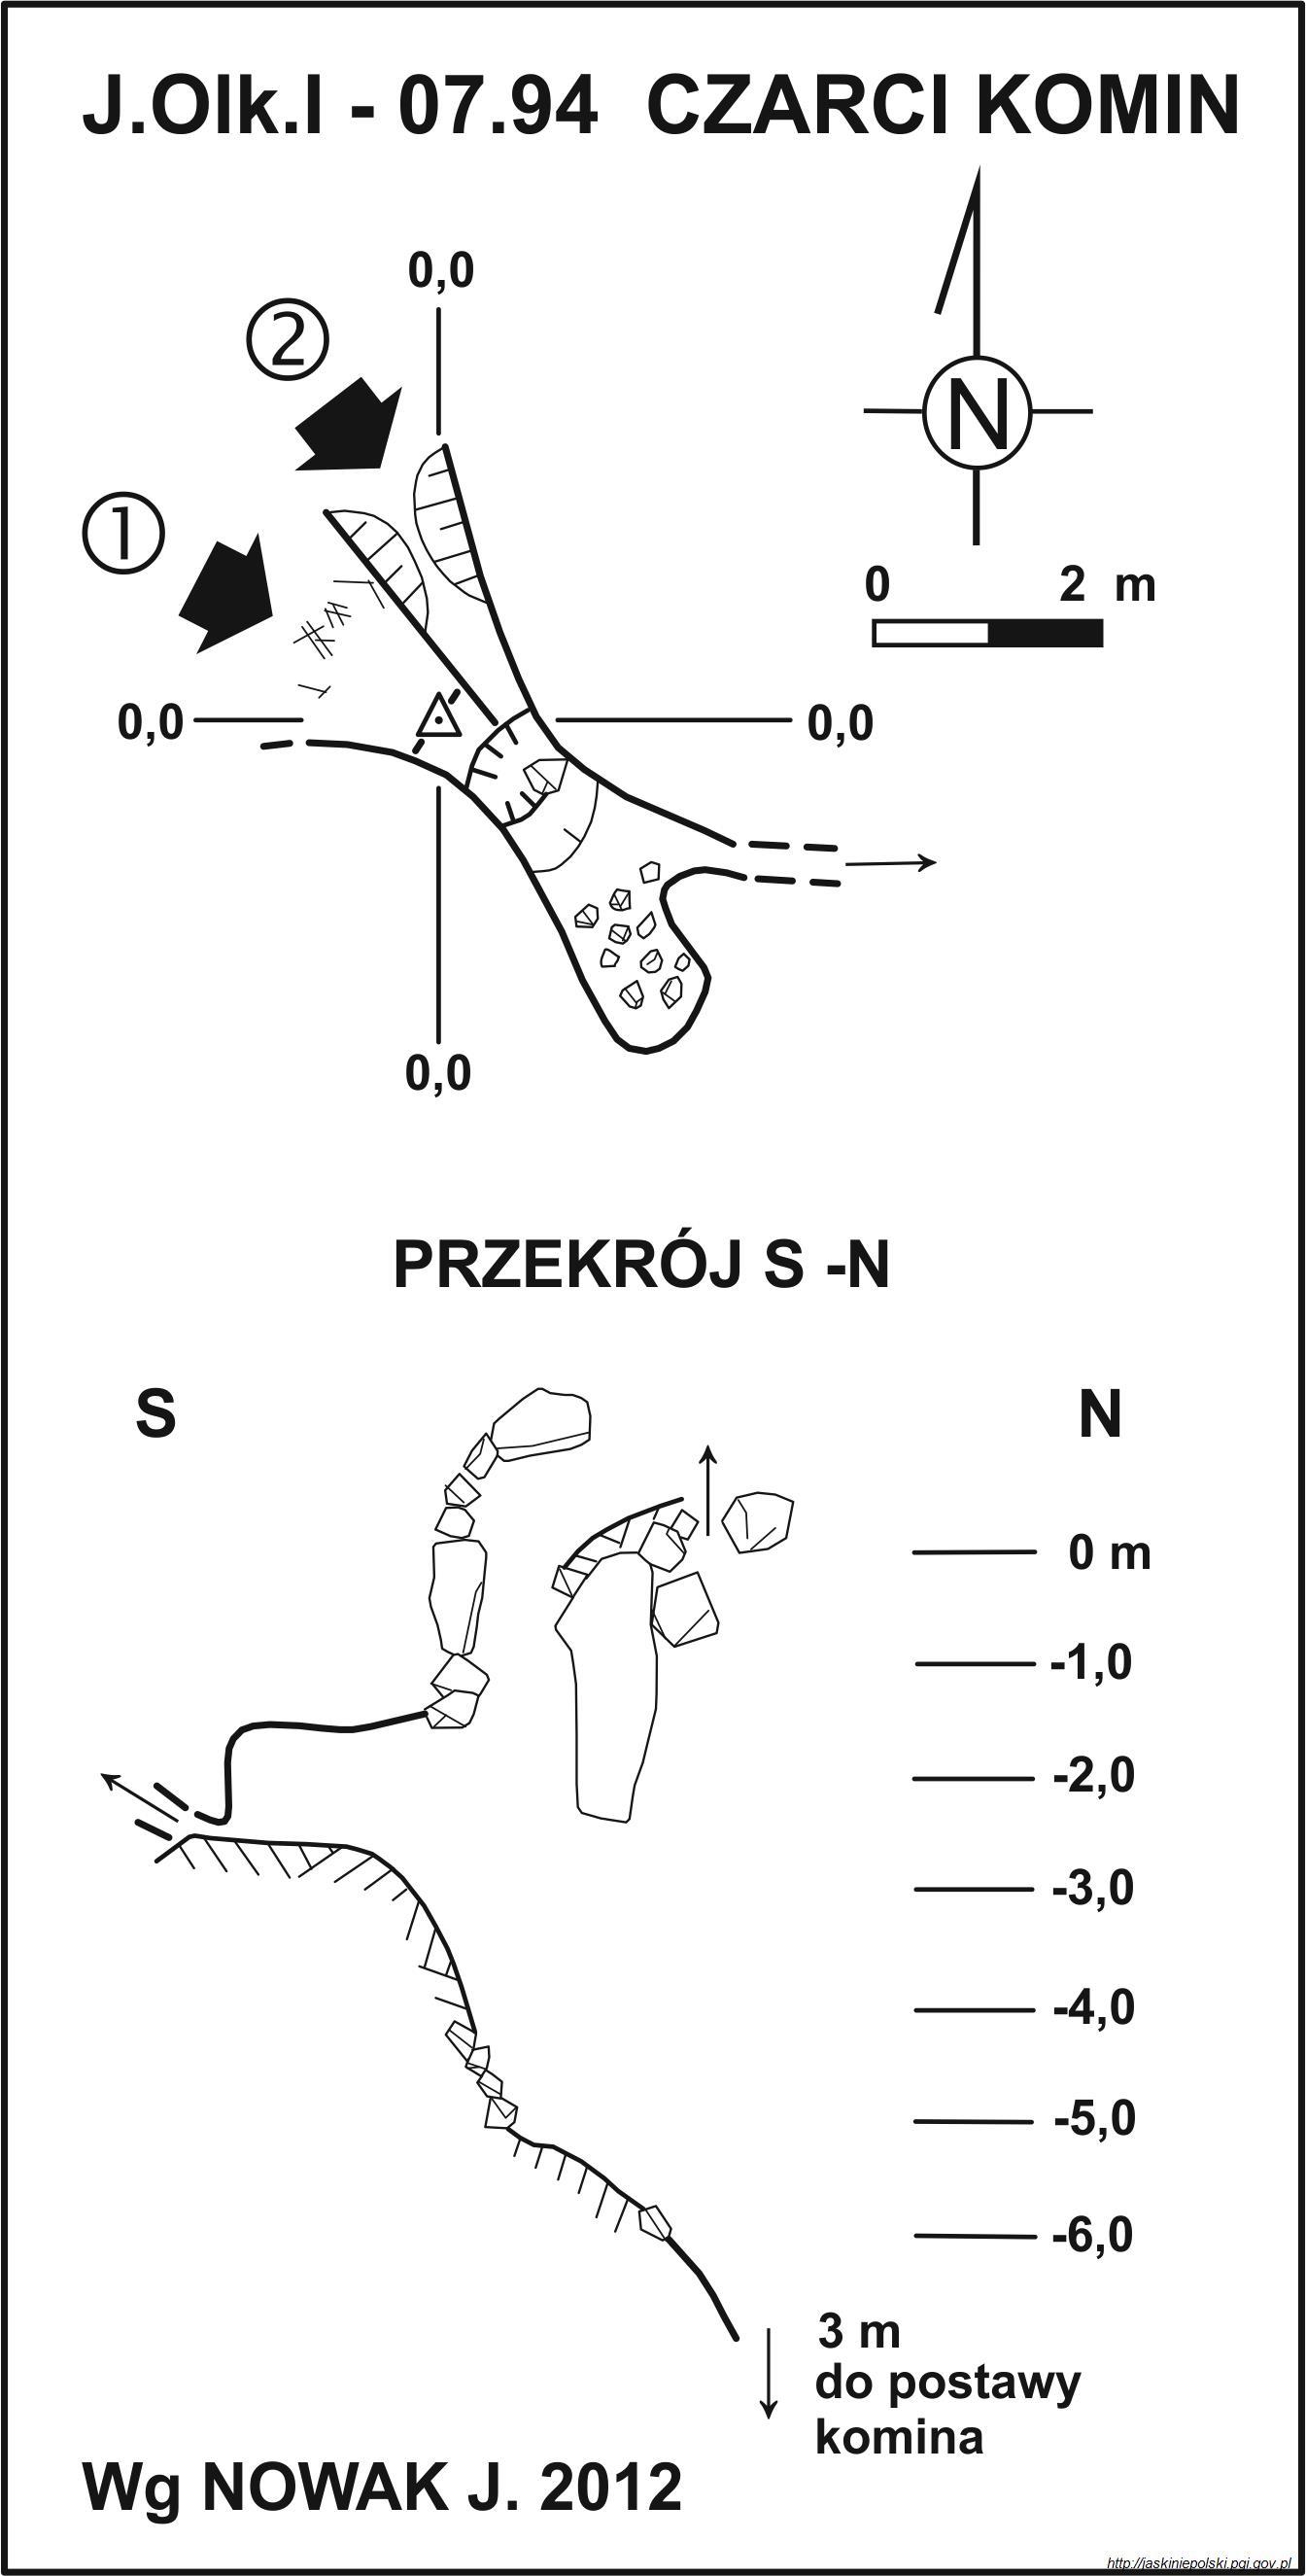 J.Olk.I - 07.94 CZARCI KOMIN
0,0
2
1
N
0 2 m
0,0
0,0
0,0
PRZEKRÓJ S -N
S
N
0 m
-1,0
-2,0
-3,0
-4,0
-5,0
-6,0
3 m
do postawy
komina
Wg NOWAK J. 2012
http://jaskiniepolski.pgi.gov.pl